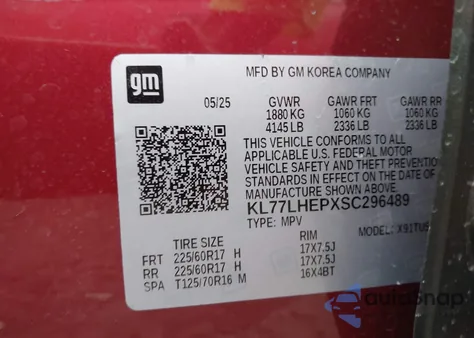 gm
MFD BY GM KOREA COMPANY
05/25 GVWR GAWR FRT GAWR RR
1880 KG 1060 KG 1060 KG
4145 LB 2336 LB 2336 LB
THIS VEHICLE CONFORMS TO ALL
APPLICABLE U.S. FEDERAL MOTOR
VEHICLE SAFETY AND THEFT PREVENTION
STANDARDS IN EFFECT ON THE DATE OF
MANUFACTURE SHOWN ABOVE.
KL77LHEPXSC296489
TYPE: MPV MODEL:
TIRE SIZE RIM
FRT 225/60R17 H 17X7.5J
RR 225/60R17 H 17X7.5J
SPA T125/70R16 M 16X4BT
autosnap